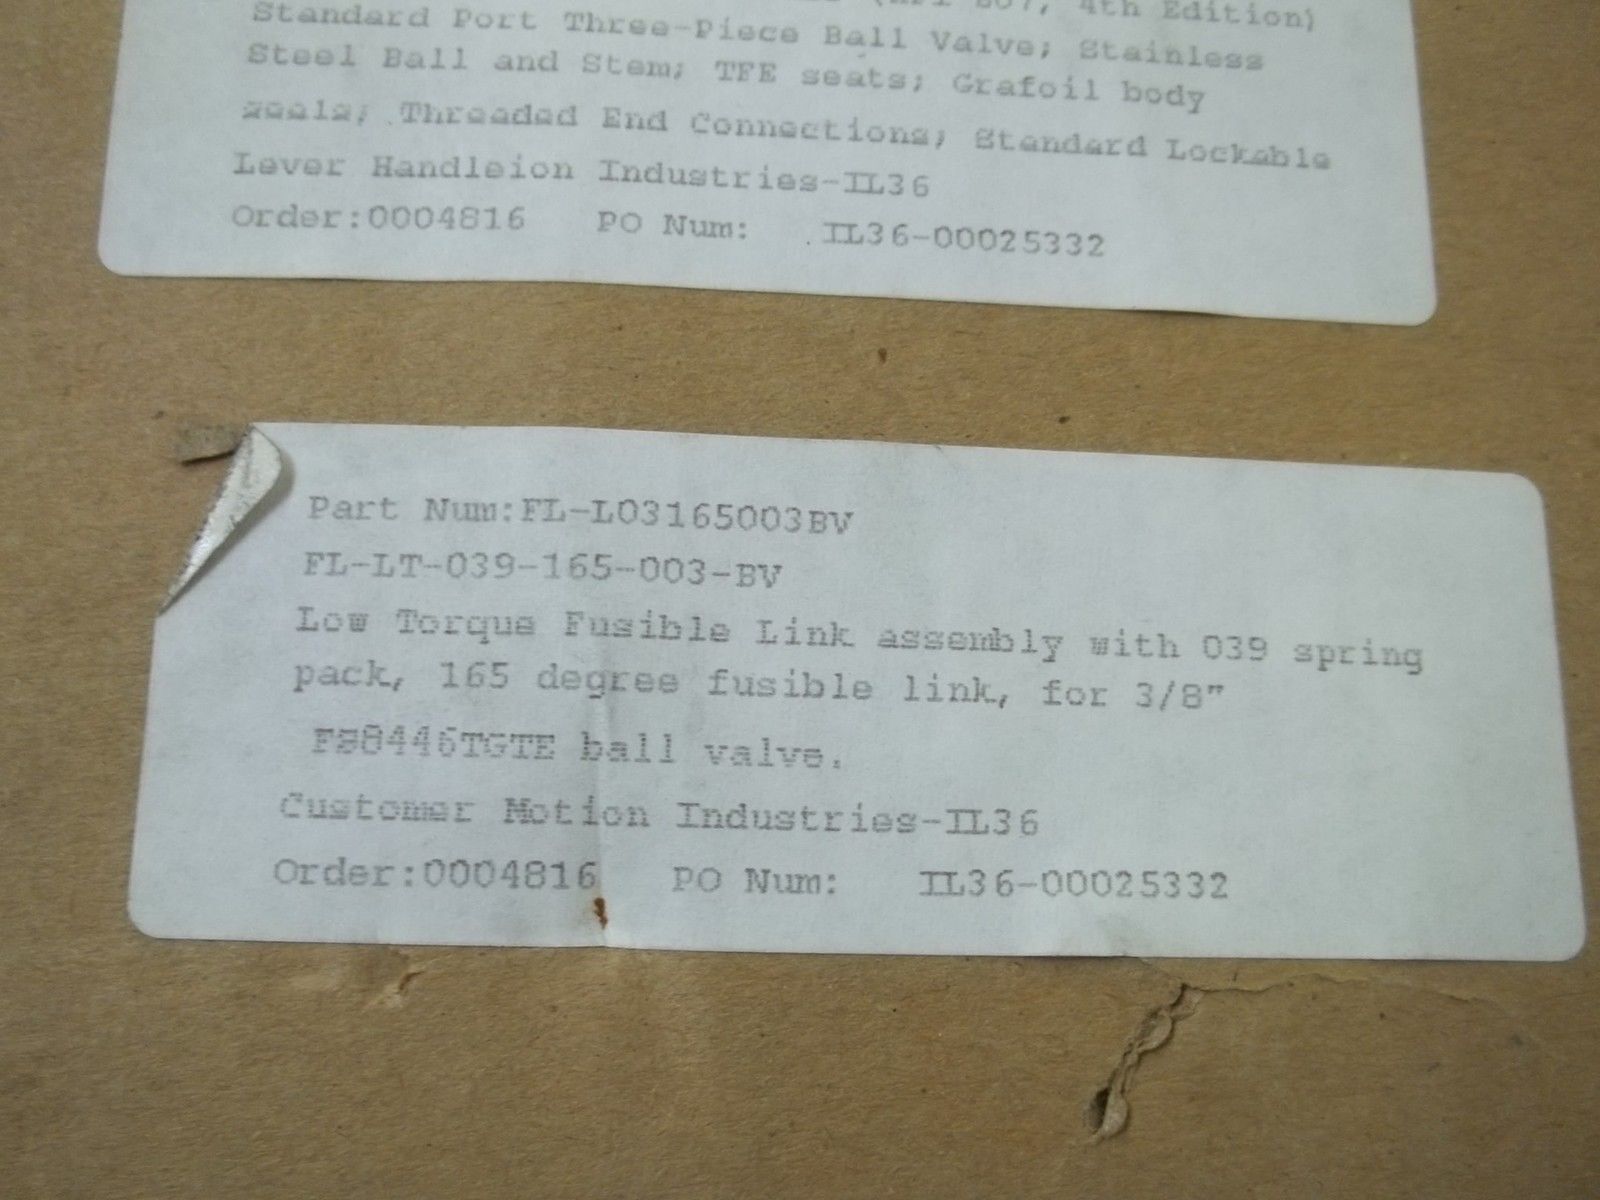 4th Edition)
Standard Port Three-Piece Ball Valve; Stainless
Steel Ball and Stem; TFE seats; Grafoil body
seals; Threaded End Connections; Standard Lockable
Lever Handleion Industries-IL36
Order:0004816 PO Num: IL36-00025332
Part Num:FL-L03165003BV
FL-LT-039-165-003-BV
Low Torque Fusible Link assembly with 039 spring
pack, 165 degree fusible link, for 3/8"
ball valve.
Customer Motion Industries-IL36
Order:0004816 PO Num: IL36-00025332